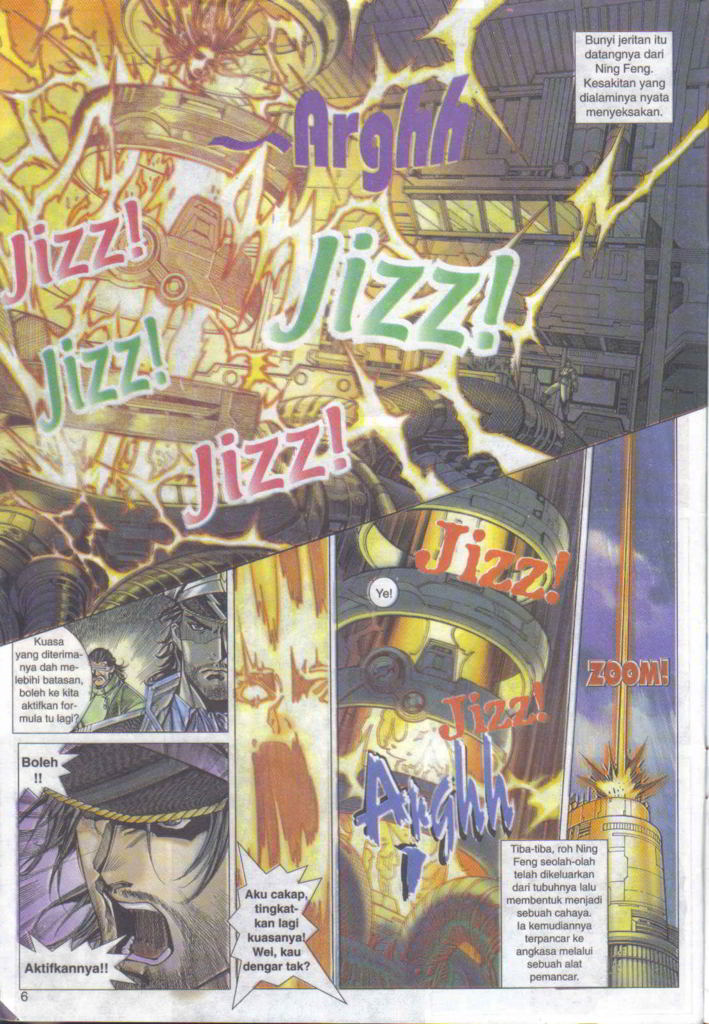 Bunyi jeritan itu
datangnya dari
Ning Feng.
Kesakitan yang
dialaminya nyata
menyeksakan.
~Arghh
Jizz!
Jizz!
Jizz!
Jizz!
Kuasa
yang diterima-
nya dah me-
lebihi batasan,
boleh ke kita
aktifkan for-
mula tu lagi?
Boleh
!!
Aktifkannya!!
Aku cakap,
tingkat-
kan lagi
kuasanya!
Wei, kau
dengar tak?
Jizz!
Ye!
Jizz!
Arghh
!
ZOOM!
Tiba-tiba, roh Ning
Feng seolah-olah
telah dikeluarkan
dari tubuhnya lalu
membentuk menjadi
sebuah cahaya.
Ia kemudiannya
terpancar ke
angkasa melalui
sebuah alat
pemancar.
6